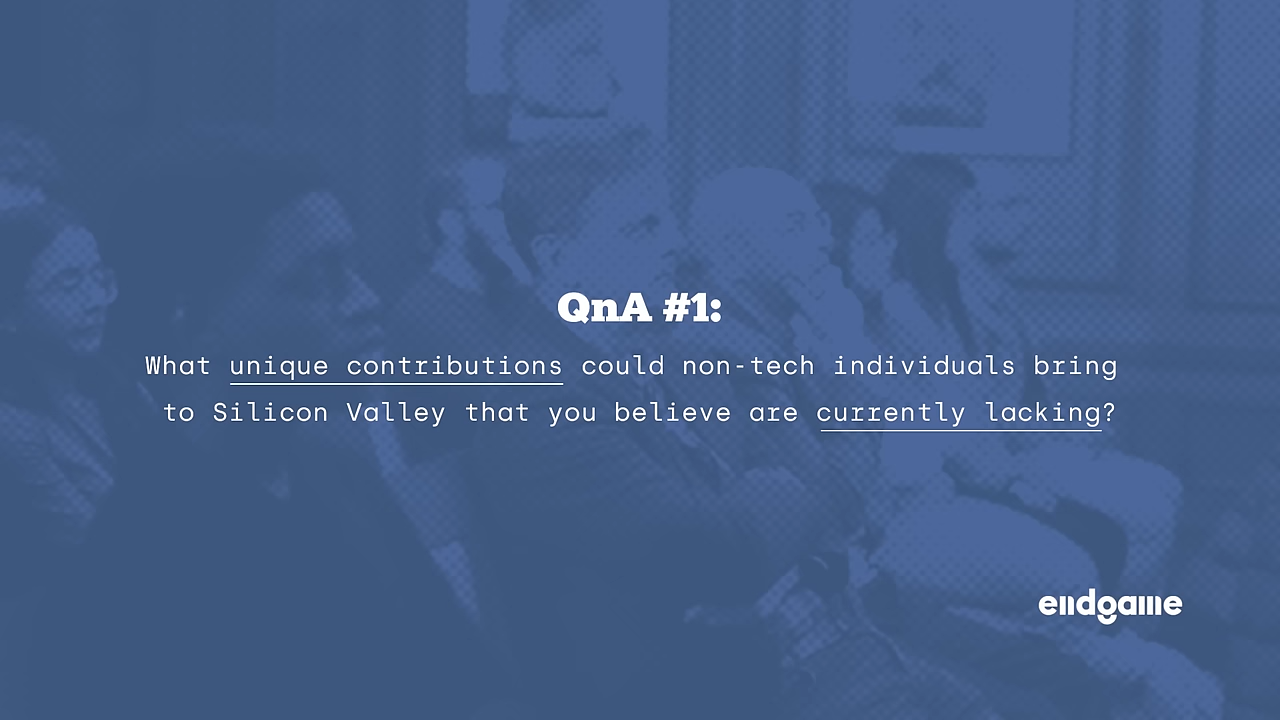 QnA #1:
What unique contributions could non-tech individuals bring
to Silicon Valley that you believe are currently lacking?
endgame